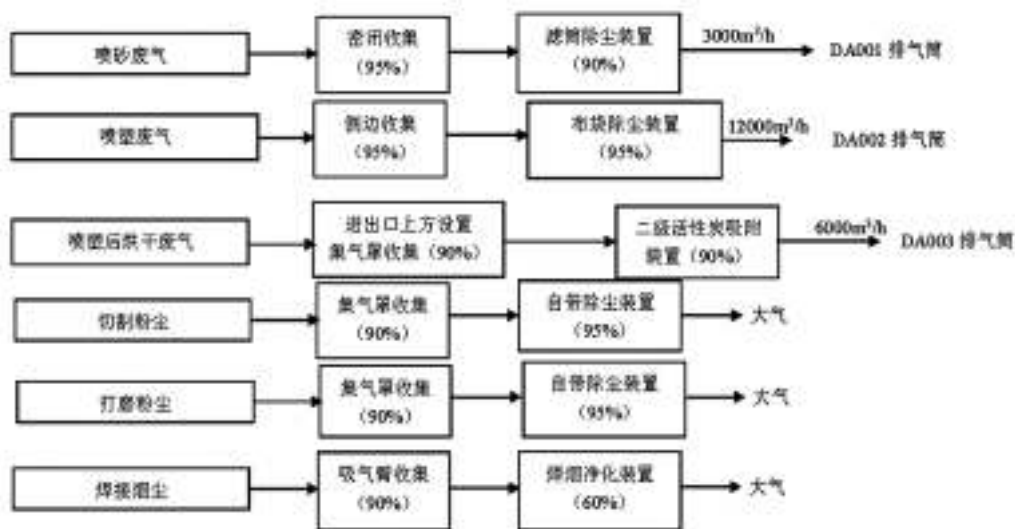 喷砂废气
密闭收集
（95%）
滤筒除尘装置
（90%）
3000m³/h
DA001 排气筒
喷塑废气
侧边收集
（95%）
布袋除尘装置
（95%）
12000m³/h
DA002 排气筒
喷塑后烘干废气
进出口上方设置
集气罩收集（90%）
二级活性炭吸附
装置（90%）
6000m³/h
DA003 排气筒
切割粉尘
集气罩收集
（90%）
自带除尘装置
（95%）
大气
打磨粉尘
集气罩收集
（90%）
自带除尘装置
（95%）
大气
焊接烟尘
吸气臂收集
（90%）
焊烟净化装置
（60%）
大气